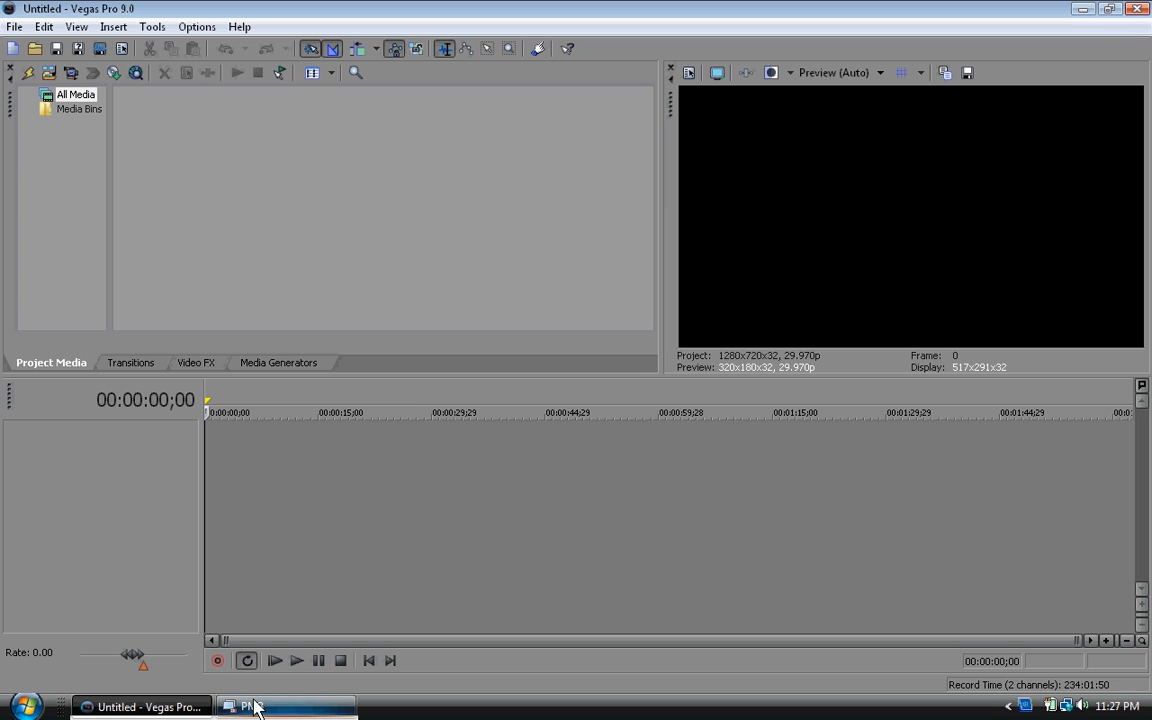 Untitled - Vegas Pro 9.0
File Edit View Insert Tools Options Help
Preview (Auto)
All Media
Media Bins
Project: 1280x720x32, 29.970p
Frame: 0
Preview: 320x180x32, 29.970p
Display: 517x291x32
Project Media Transitions Video FX Media Generators
00:00:00;00
00:00:00;00 00:00:15;00 00:00:29;29 00:00:44;29 00:00:59;28 00:01:15;00 00:01:29;29 00:01:44;29 00:0
Rate: 0.00
00:00:00;00
Record Time (2 channels): 234:01:50
Untitled - Vegas Pro...
11:27 PM